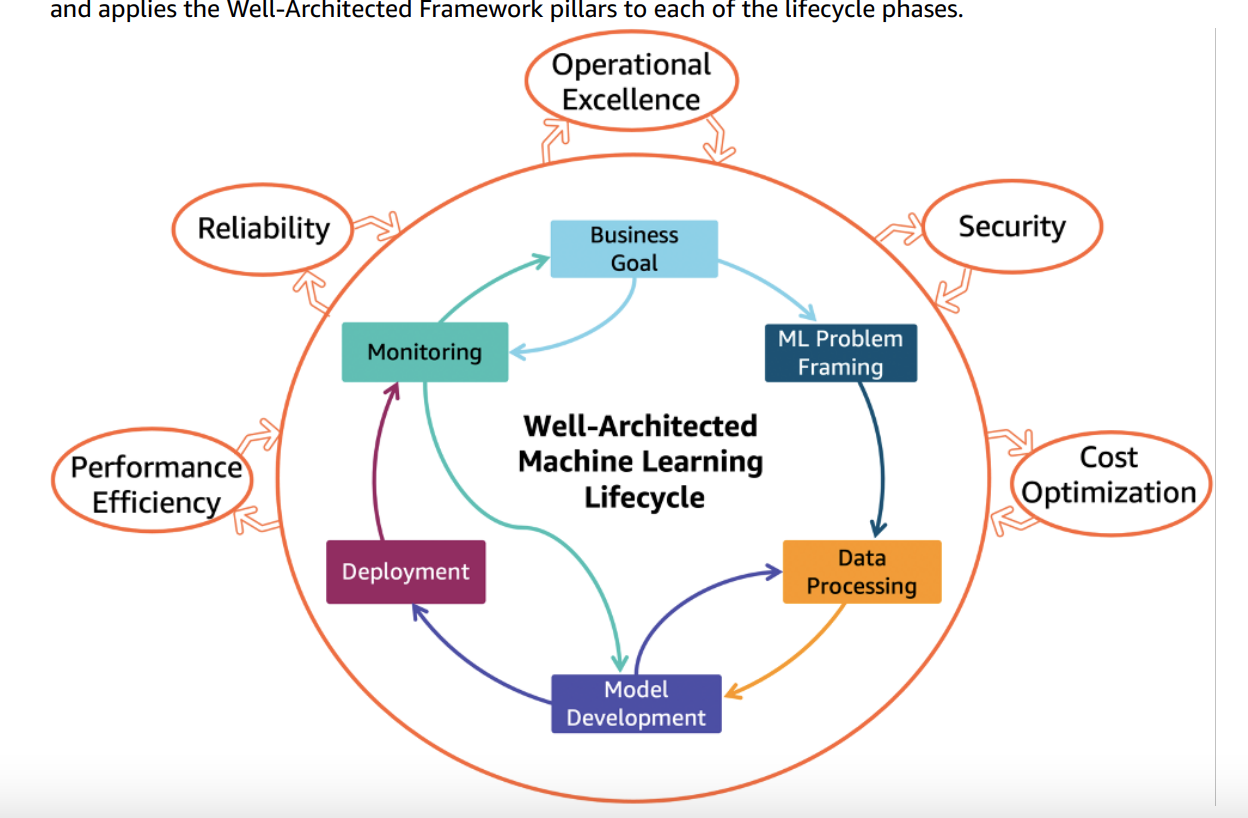 and applies the Well-Architected Framework pillars to each of the lifecycle phases.
Operational
Excellence
Reliability
Security
Business
Goal
Monitoring
ML Problem
Framing
Well-Architected
Machine Learning
Lifecycle
Performance
Efficiency
Cost
Optimization
Deployment
Data
Processing
Model
Development